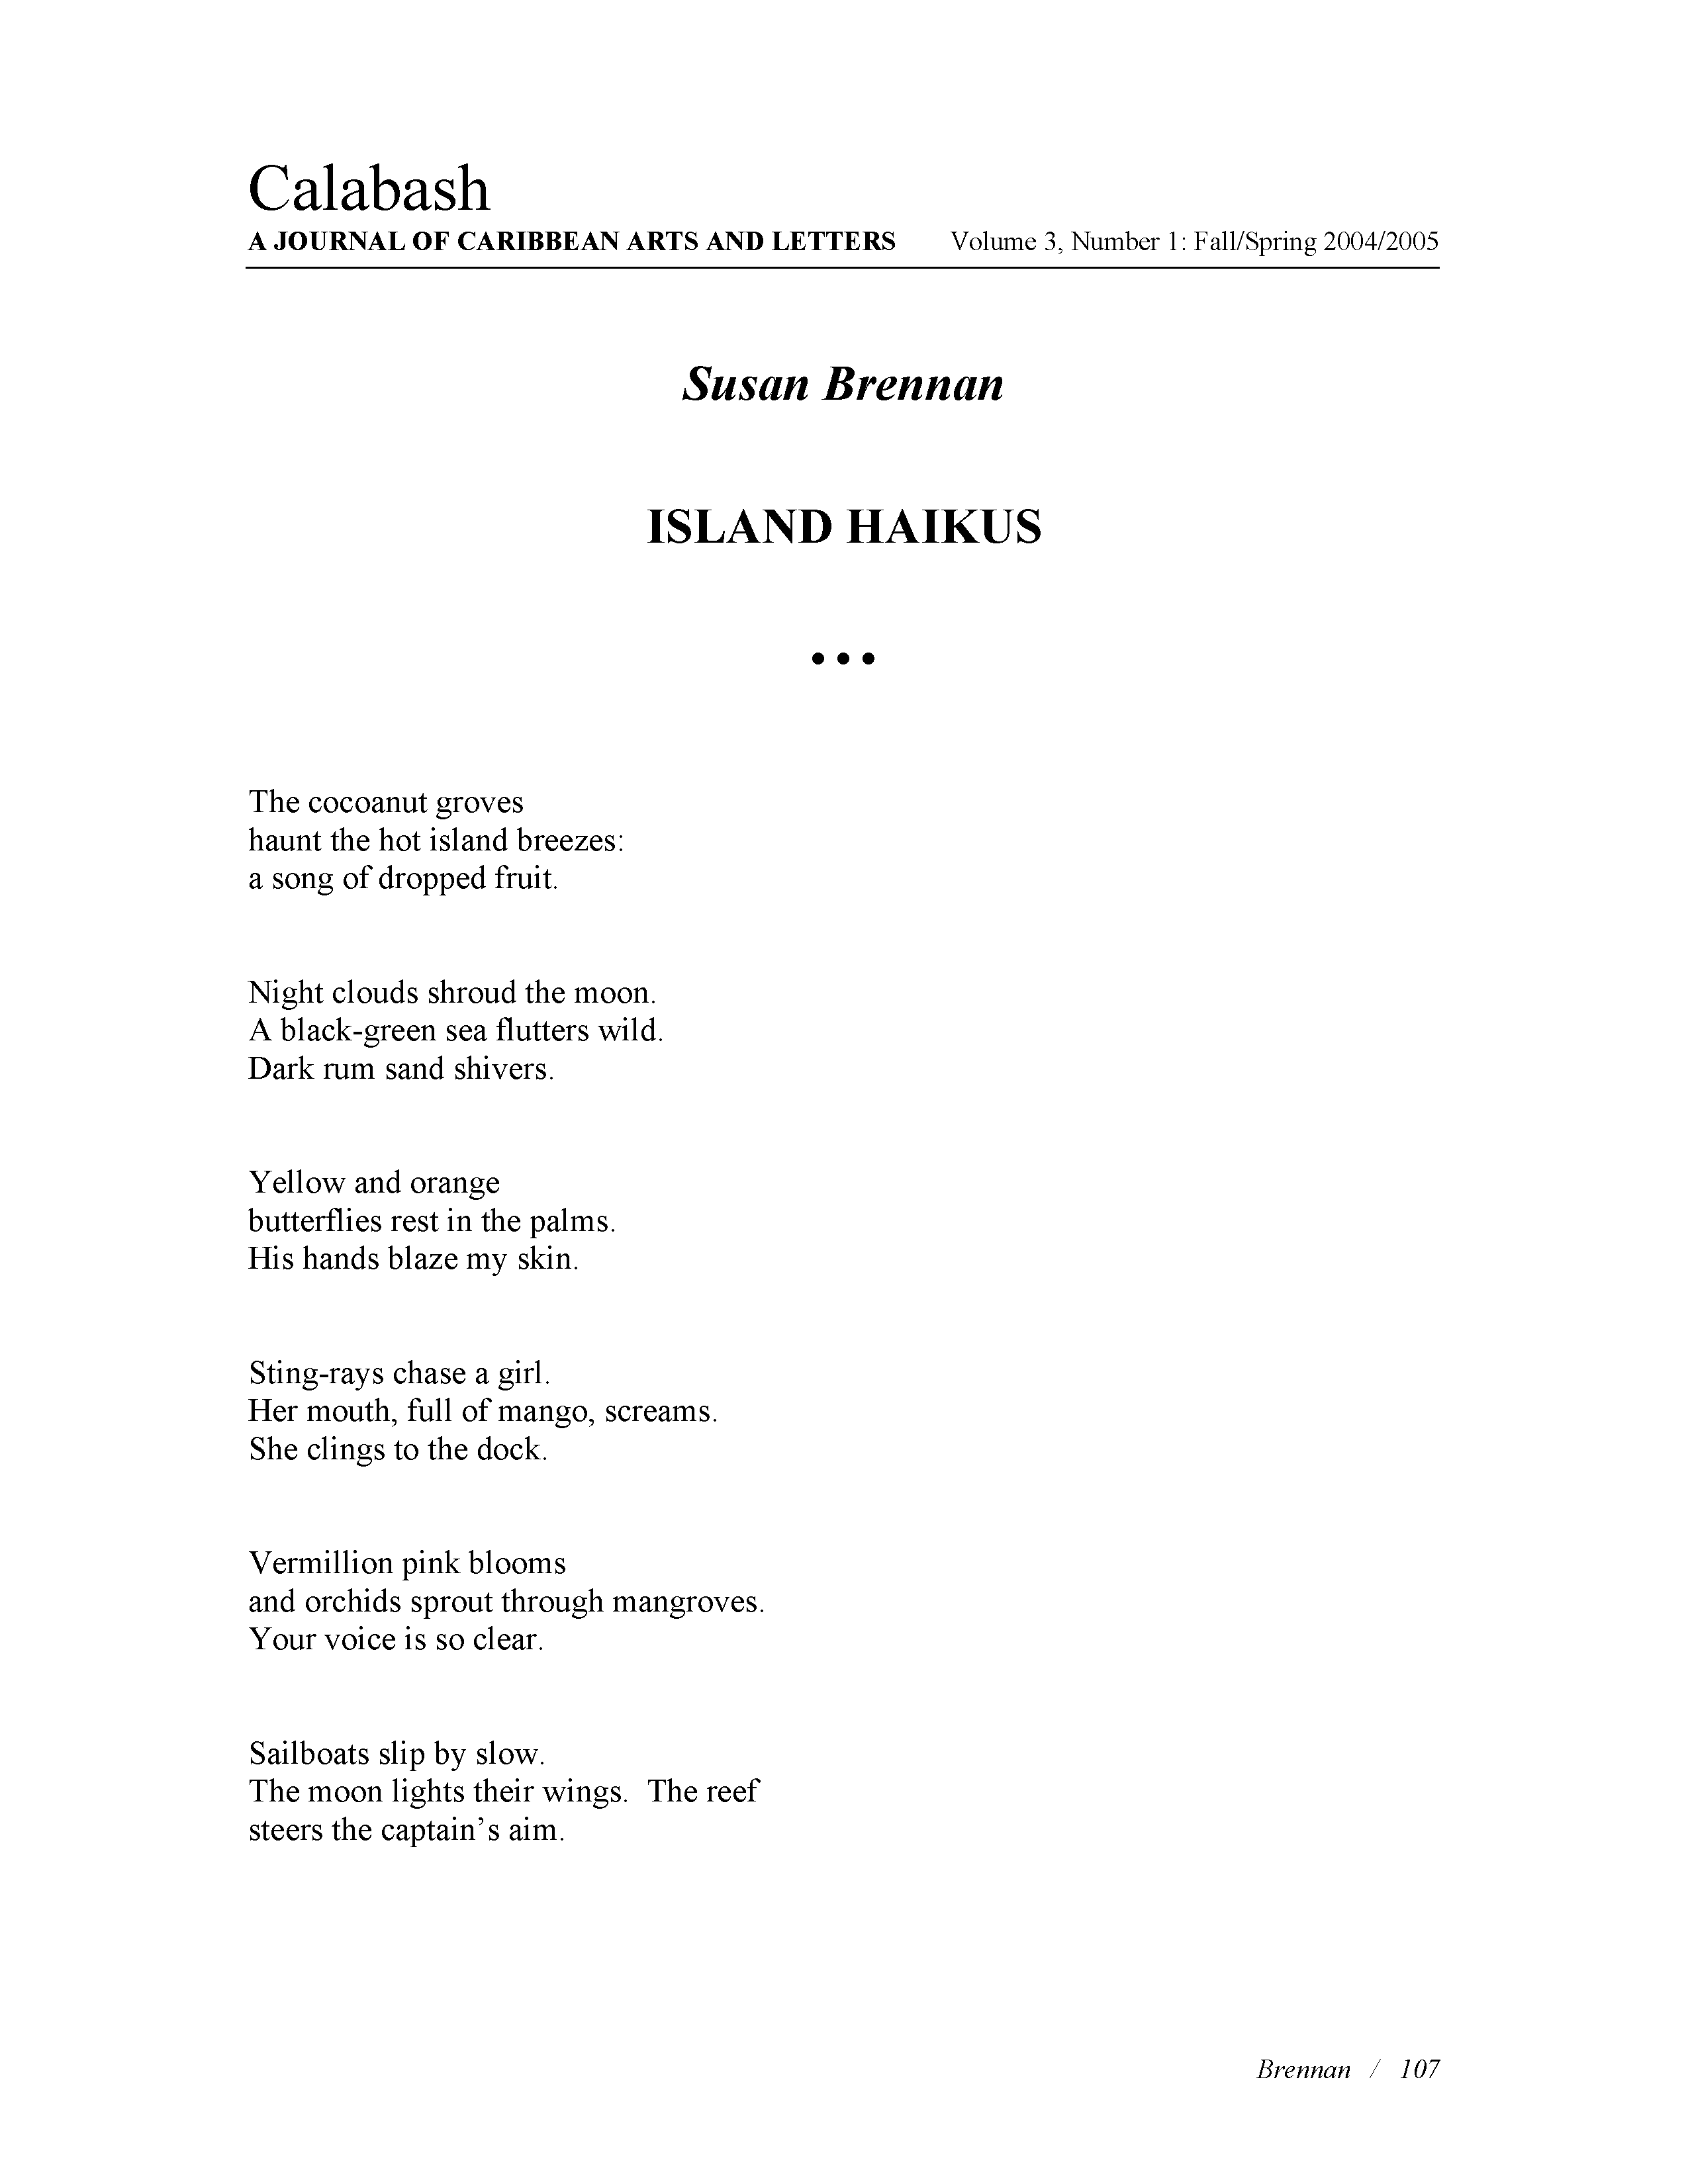 Calabash
A JOURNAL OF CARIBBEAN ARTS AND LETTERS Volume 3, Number 1: Fall/Spring 2004/2005
Susan Brennan
ISLAND HAIKUS
• • •
The cocoanut groves
haunt the hot island breezes:
a song of dropped fruit.
Night clouds shroud the moon.
A black-green sea flutters wild.
Dark rum sand shivers.
Yellow and orange
butterflies rest in the palms.
His hands blaze my skin.
Sting-rays chase a girl.
Her mouth, full of mango, screams.
She clings to the dock.
Vermillion pink blooms
and orchids sprout through mangroves.
Your voice is so clear.
Sailboats slip by slow.
The moon lights their wings.  The reef
steers the captain’s aim.
Brennan / 107